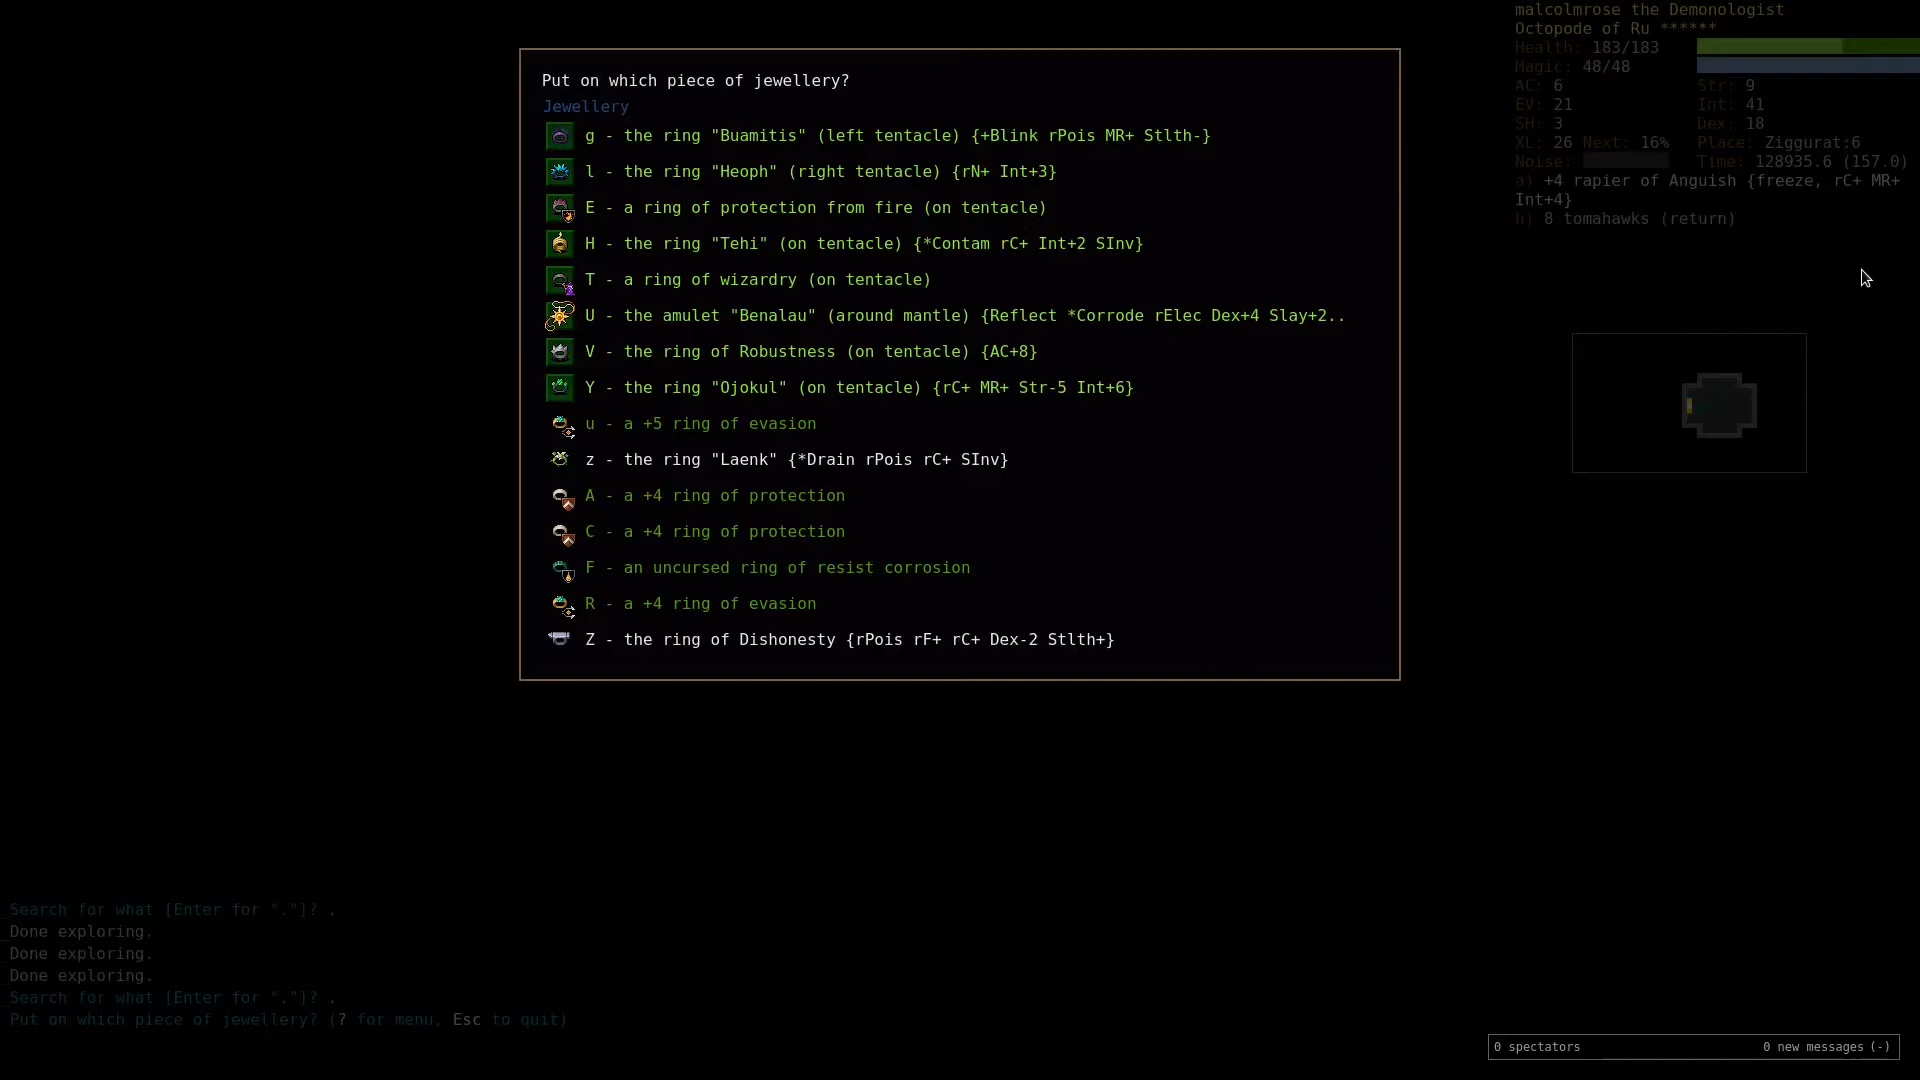 malcolmrose the Demonologist
Octopode of Ru ******
Health: 183/183
Magic: 48/48
AC: 6 Str: 9
EV: 21 Int: 41
SH: 3 Dex: 18
XL: 26 Next: 16% Place: Ziggurat:6
Noise: Time: 128935.6 (157.0)
a) +4 rapier of Anguish {freeze, rC+ MR+
Int+4}
h) 8 tomahawks (return)
Put on which piece of jewellery?
Jewellery
g - the ring "Buamitis" (left tentacle) {+Blink rPois MR+ Stlth-}
l - the ring "Heoph" (right tentacle) {rN+ Int+3}
E - a ring of protection from fire (on tentacle)
H - the ring "Tehi" (on tentacle) {*Contam rC+ Int+2 SInv}
T - a ring of wizardry (on tentacle)
U - the amulet "Benalau" (around mantle) {Reflect *Corrode rElec Dex+4 Slay+2..
V - the ring of Robustness (on tentacle) {AC+8}
Y - the ring "Ojokul" (on tentacle) {rC+ MR+ Str-5 Int+6}
u - a +5 ring of evasion
z - the ring "Laenk" {*Drain rPois rC+ SInv}
A - a +4 ring of protection
C - a +4 ring of protection
F - an uncursed ring of resist corrosion
R - a +4 ring of evasion
Z - the ring of Dishonesty {rPois rF+ rC+ Dex-2 Stlth+}
_Search for what [Enter for "."]? .
_Done exploring.
_Done exploring.
_Done exploring.
_Search for what [Enter for "."]? .
Put on which piece of jewellery? (? for menu, Esc to quit)
0 spectators 0 new messages (-)